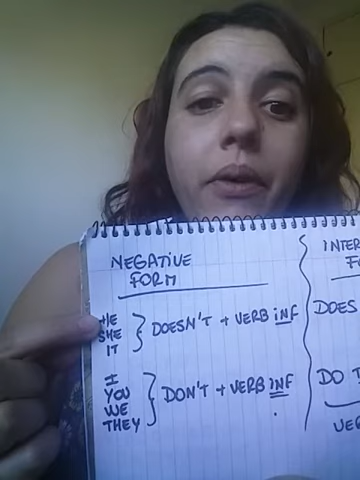 NEGATIVE
FORM
HE
SHE
IT
DOESN'T + VERB INF
I
YOU
WE
THEY
DON'T + VERB INF
DOES
DO